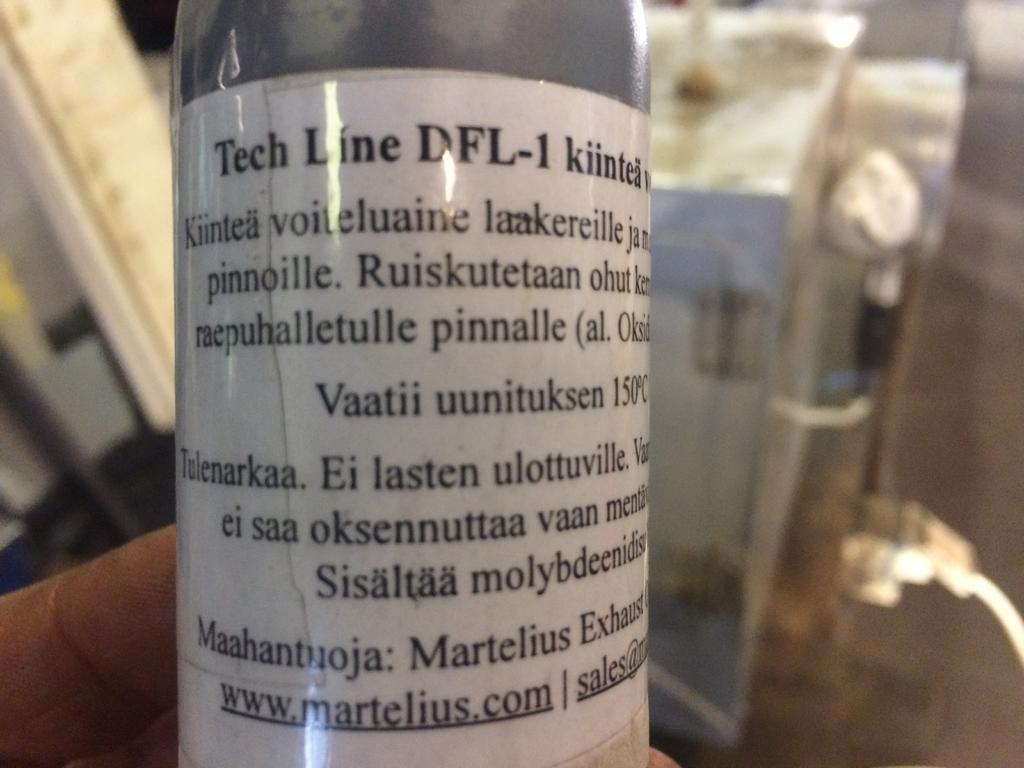 Tech Line DFL-1 kiinteä
Kiinteä voiteluaine laakereille ja
pinnoille. Ruiskutetaan ohut
raepuhalletulle pinnalle (al.
Vaatii uunituksen 150ºC
Tulenarkaa. Ei lasten ulottuville.
ei saa oksennuttaa vaan
Sisältää
Maahantuoja: Martelius Exhaust
www.martelius.com |